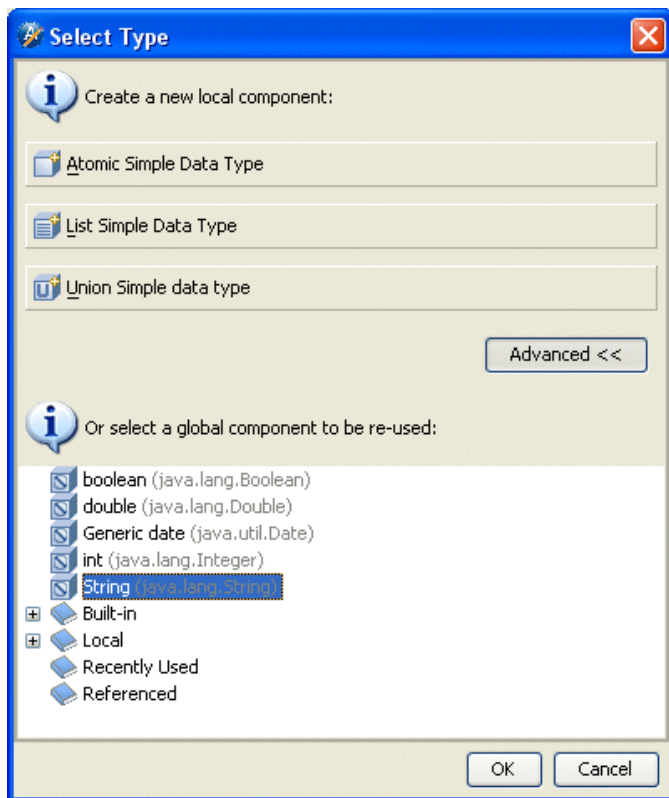 Select Type
Create a new local component:
Atomic Simple Data Type
List Simple Data Type
Union Simple data type
Advanced <<
Or select a global component to be re-used:
boolean (java.lang.Boolean)
double (java.lang.Double)
Generic date (java.util.Date)
int (java.lang.Integer)
String (java.lang.String)
Built-in
Local
Recently Used
Referenced
OK Cancel